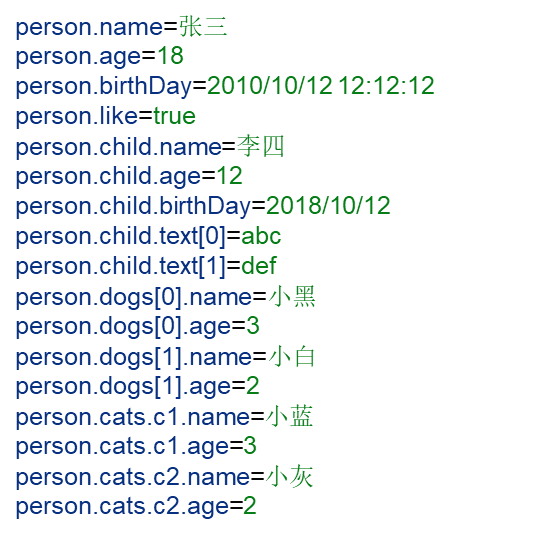 person.name=张三
person.age=18
person.birthDay=2010/10/12 12:12:12
person.like=true
person.child.name=李四
person.child.age=12
person.child.birthDay=2018/10/12
person.child.text[0]=abc
person.child.text[1]=def
person.dogs[0].name=小黑
person.dogs[0].age=3
person.dogs[1].name=小白
person.dogs[1].age=2
person.cats.c1.name=小蓝
person.cats.c1.age=3
person.cats.c2.name=小灰
person.cats.c2.age=2